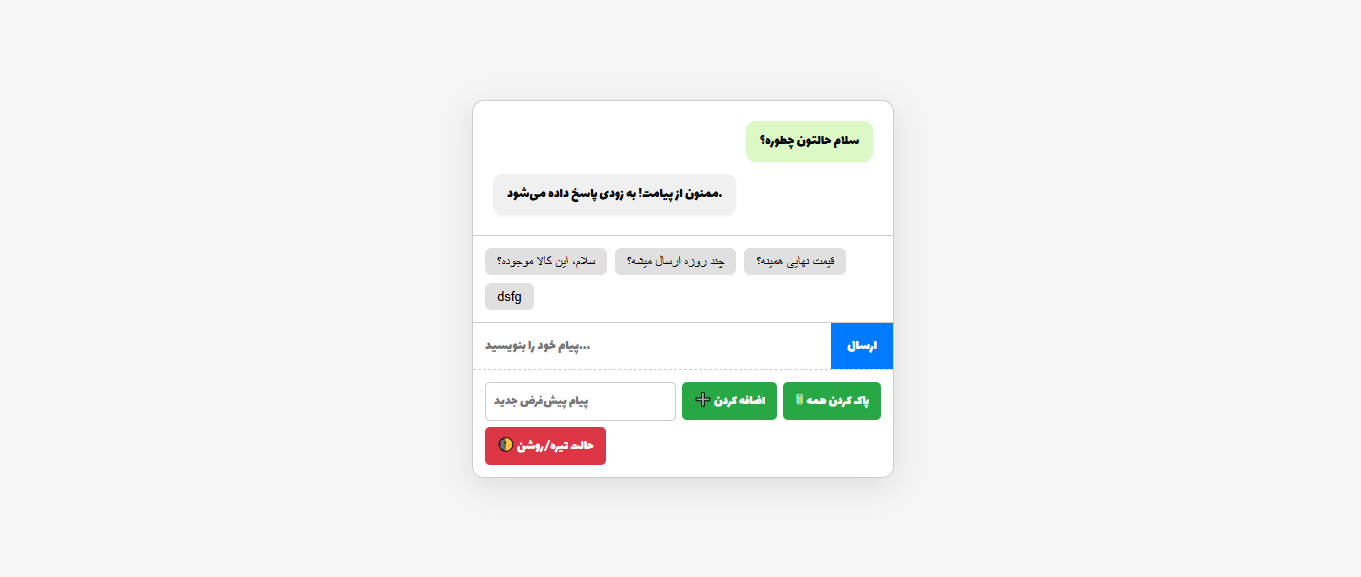 سلام حالتون چطوره؟
ممنون از پیامت! به زودی پاسخ داده می‌شود.
سلام، این کالا موجوده؟
چند روزه ارسال میشه؟
قیمت نهایی همینه؟
dsfg
پیام خود را بنویسید...
ارسال
پیام پیش‌فرض جدید
اضافه کردن ➕
پاک کردن همه
حالت تیره/روشن 🌓